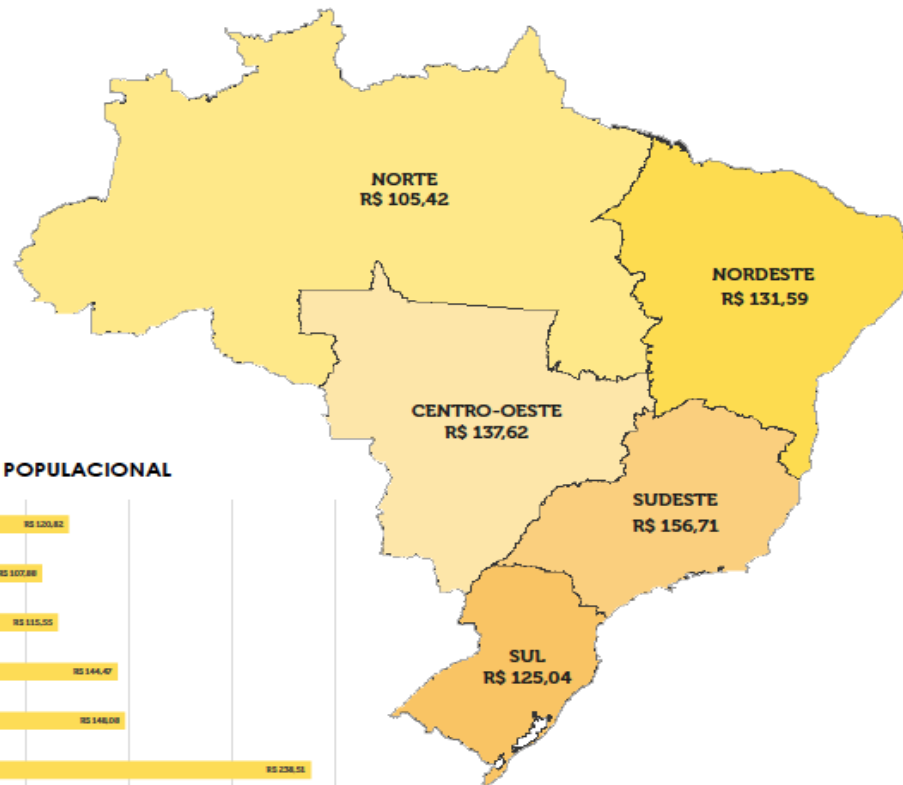 NORTE
R$ 105,42
NORDESTE
R$ 131,59
CENTRO-OESTE
R$ 137,62
SUDESTE
R$ 156,71
SUL
R$ 125,04
POPULACIONAL
R$ 120,82
R$ 107,88
R$ 115,55
R$ 144,47
R$ 148,08
R$ 238,51